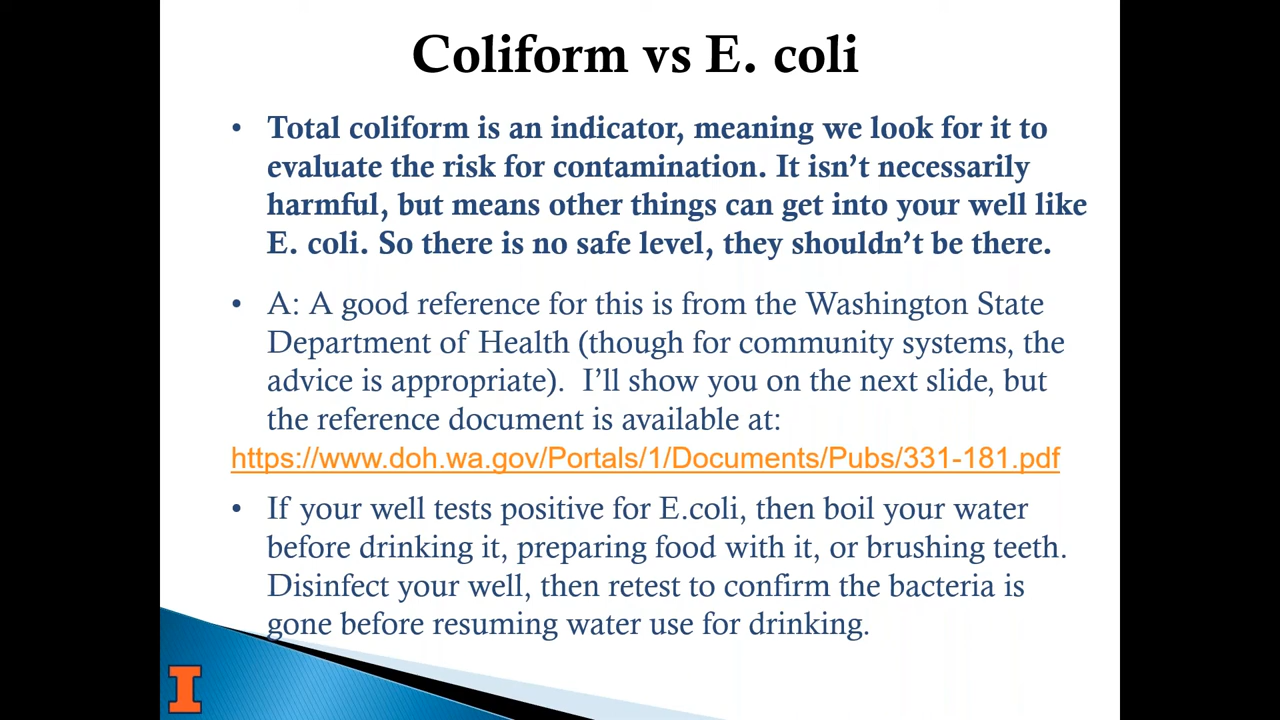 Coliform vs E. coli
• Total coliform is an indicator, meaning we look for it to
evaluate the risk for contamination. It isn’t necessarily
harmful, but means other things can get into your well like
E. coli. So there is no safe level, they shouldn’t be there.
• A: A good reference for this is from the Washington State
Department of Health (though for community systems, the
advice is appropriate).  I’ll show you on the next slide, but
the reference document is available at:
https://www.doh.wa.gov/Portals/1/Documents/Pubs/331-181.pdf
• If your well tests positive for E.coli, then boil your water
before drinking it, preparing food with it, or brushing teeth.
Disinfect your well, then retest to confirm the bacteria is
gone before resuming water use for drinking.
I